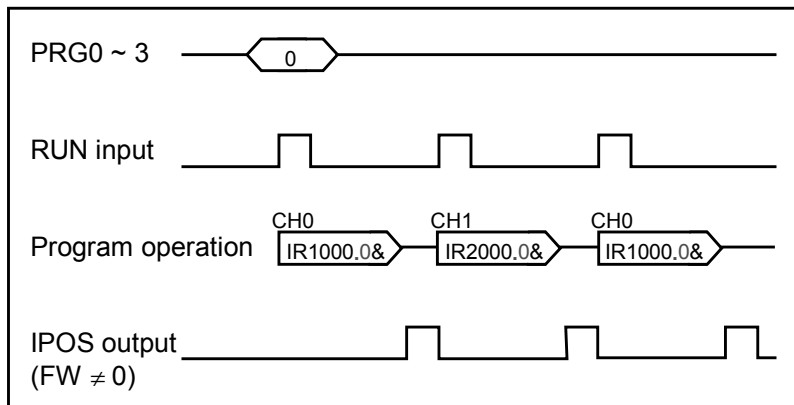 PRG0 ~ 3
0
RUN input
CH0 CH1 CH0
Program operation IR1000.0& IR2000.0& IR1000.0&
IPOS output
(FW ≠ 0)